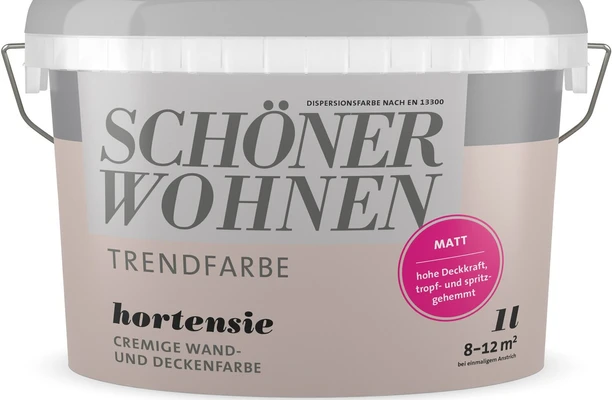 DISPERSIONSFARBE NACH EN 13300
SCHÖNER
WOHNEN
TRENDFARBE
MATT
hohe Deckkraft,
tropf- und spritz-
gehemmt
hortensie
CREMIGE WAND-
UND DECKENFARBE
1l
8–12 m²
bei einmaligem Anstrich